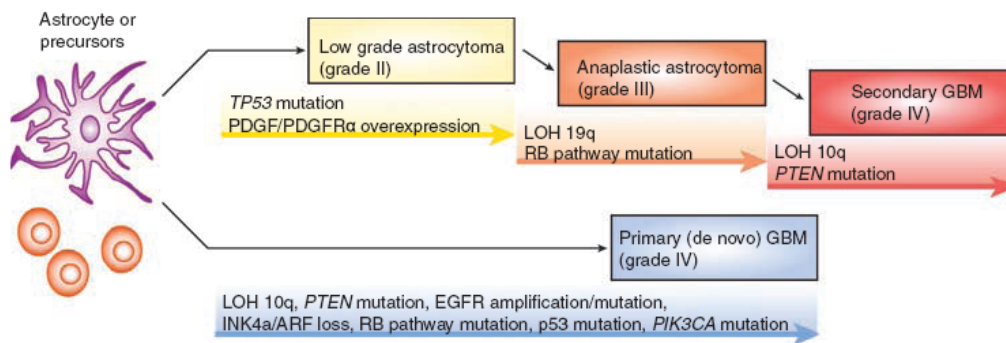 Astrocyte or
precursors
Low grade astrocytoma
(grade II)
Anaplastic astrocytoma
(grade III)
Secondary GBM
(grade IV)
TP53 mutation
PDGF/PDGFRα overexpression
LOH 19q
RB pathway mutation
LOH 10q
PTEN mutation
Primary (de novo) GBM
(grade IV)
LOH 10q, PTEN mutation, EGFR amplification/mutation,
INK4a/ARF loss, RB pathway mutation, p53 mutation, PIK3CA mutation